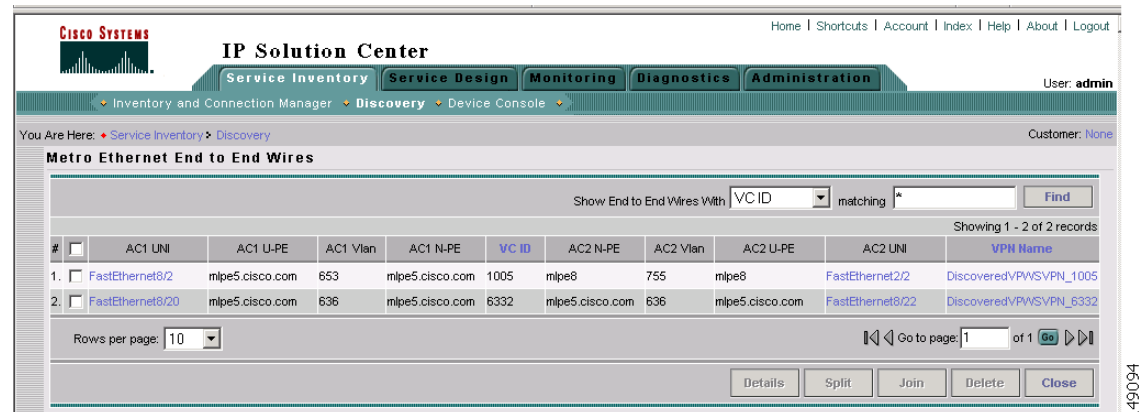 Home | Shortcuts | Account | Index | Help | About | Logout
CISCO SYSTEMS
IP Solution Center
Service Inventory Service Design Monitoring Diagnostics Administration
User: admin
Inventory and Connection Manager Discovery Device Console
You Are Here: Service Inventory Discovery Customer: None
Metro Ethernet End to End Wires
Show End to End Wires With VC ID matching * Find
Showing 1 - 2 of 2 records
# AC1 UNI AC1 U-PE AC1 Vlan AC1 N-PE VC ID AC2 N-PE AC2 Vlan AC2 U-PE AC2 UNI VPN Name
1. FastEthernet8/2 mlpe5.cisco.com 653 mlpe5.cisco.com 1005 mlpe8 755 mlpe8 FastEthernet2/2 DiscoveredVPWSVPN_1005
2. FastEthernet8/20 mlpe5.cisco.com 636 mlpe5.cisco.com 6332 mlpe5.cisco.com 636 mlpe5.cisco.com FastEthernet8/22 DiscoveredVPWSVPN_6332
Rows per page: 10 Go to page: 1 of 1 Go
Details Split Join Delete Close
49094